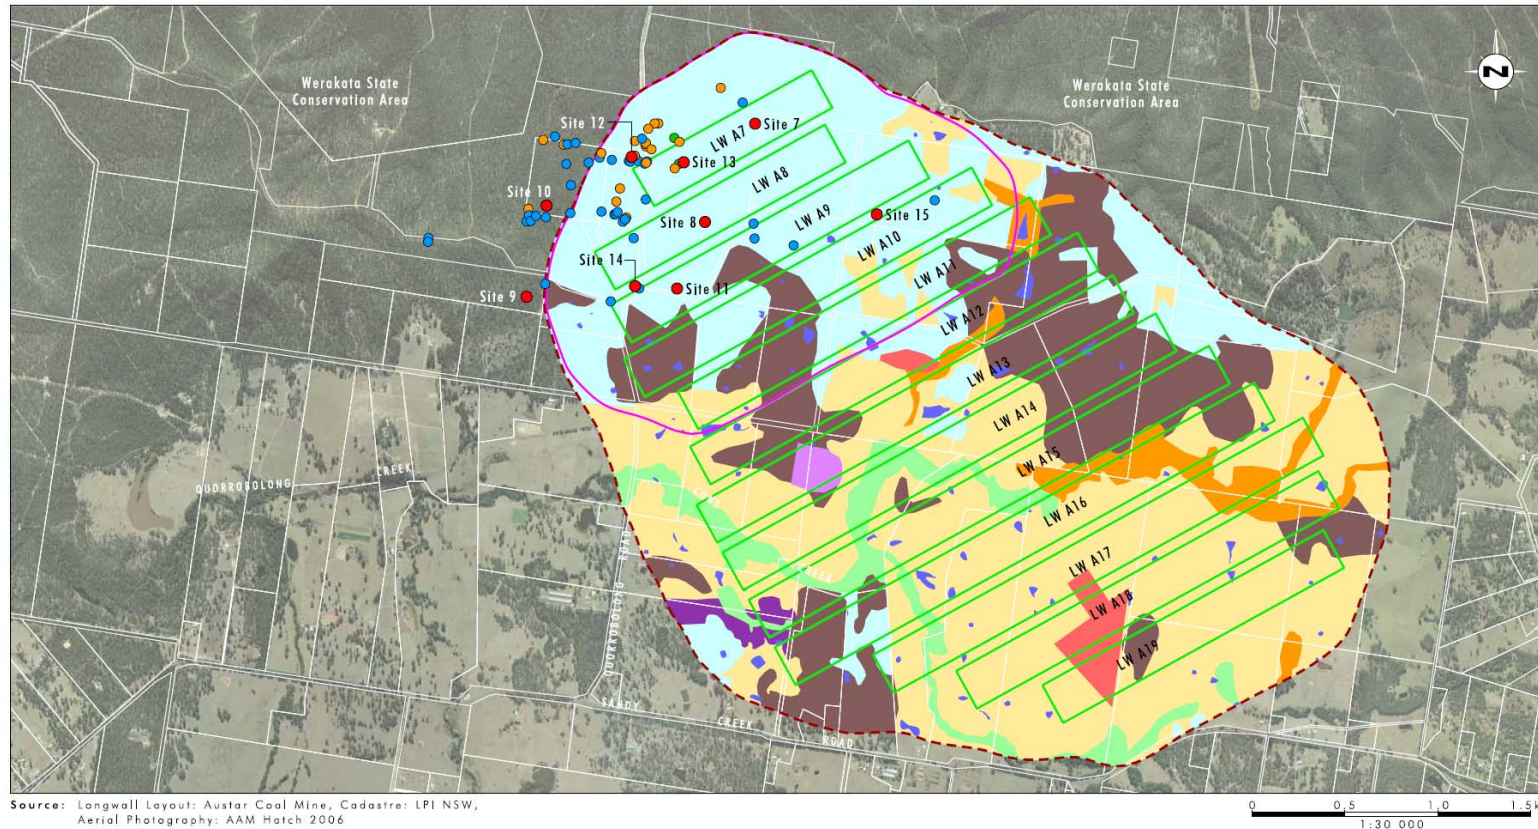 Werakata State
Conservation Area
Werakata State
Conservation Area
N
Site 12
LW A7
Site 7
Site 13
LW A8
Site 10
Site 8
LW A9
Site 15
LW A10
Site 14
Site 11
LW A11
Site 9
LW A12
LW A13
LW A14
LW A15
QUORROBOLONG
CREEK
LW A16
CREEK
LW A17
LW A18
QUORROBOLONG ROAD
LW A19
SANDY CREEK ROAD
Source: Longwall Layout: Austar Coal Mine, Cadastre: LPI NSW,
Aerial Photography: AAM Hatch 2006
0 0,5 1,0 1.5k
1:30 000